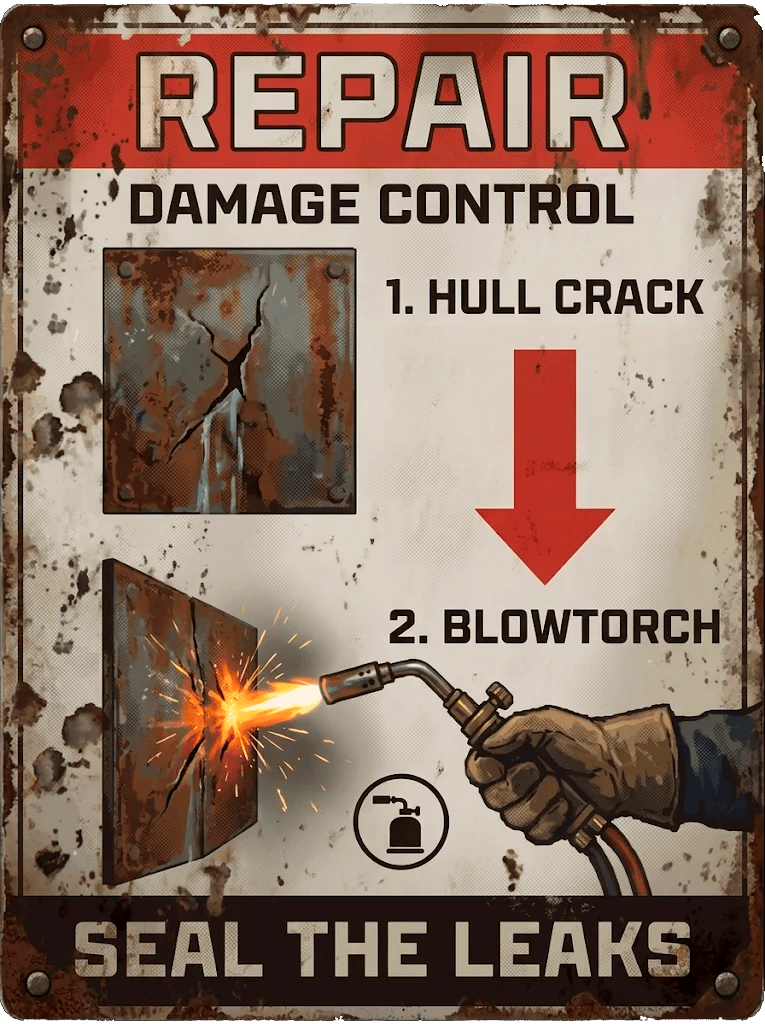 REPAIR
DAMAGE CONTROL
1. HULL CRACK
2. BLOWTORCH
SEAL THE LEAKS